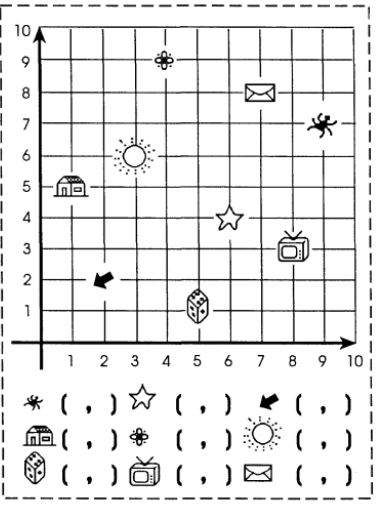 10
9
8
7
6
5
4
3
2
1
1 2 3 4 5 6 7 8 9 10
( , ) ( , ) ( , )
( , ) ( , ) ( , )
( , ) ( , ) ( , )